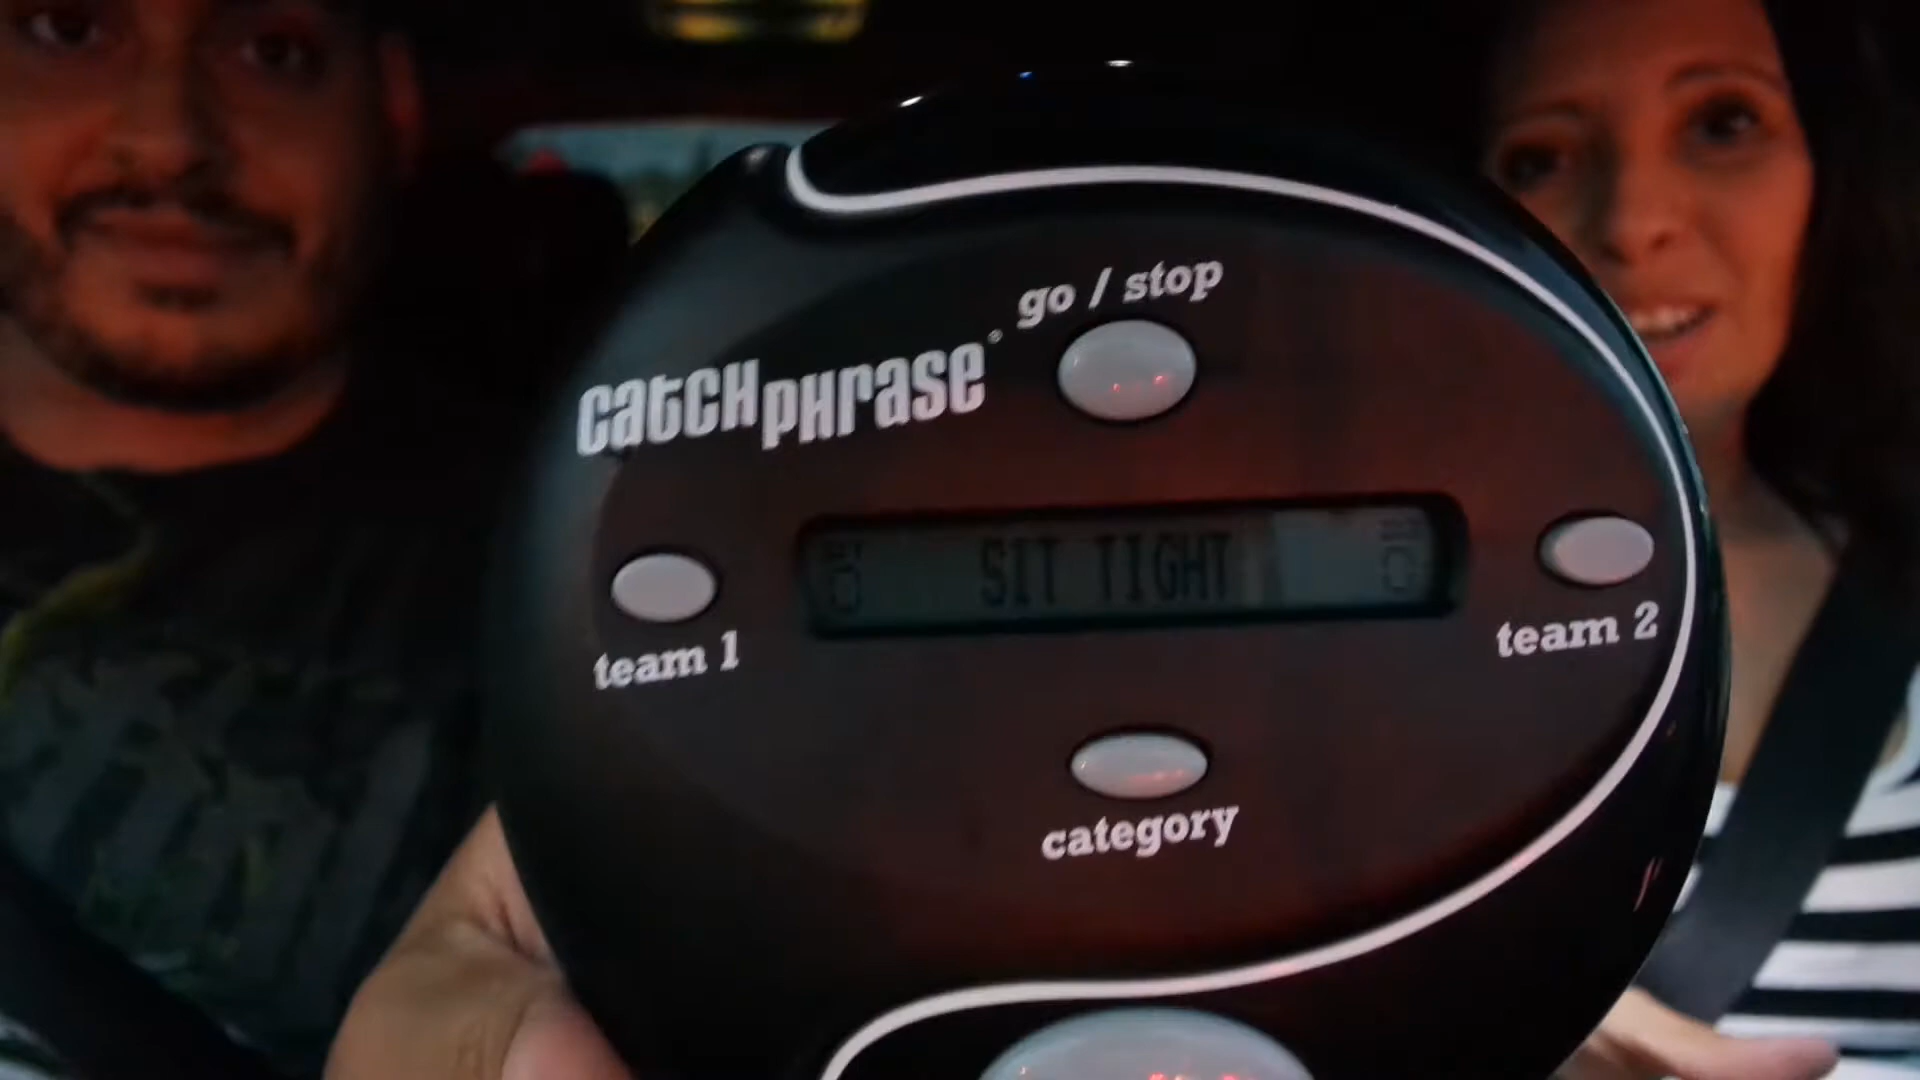 go / stop
catchphrase
SIT TIGHT
team 1
team 2
category